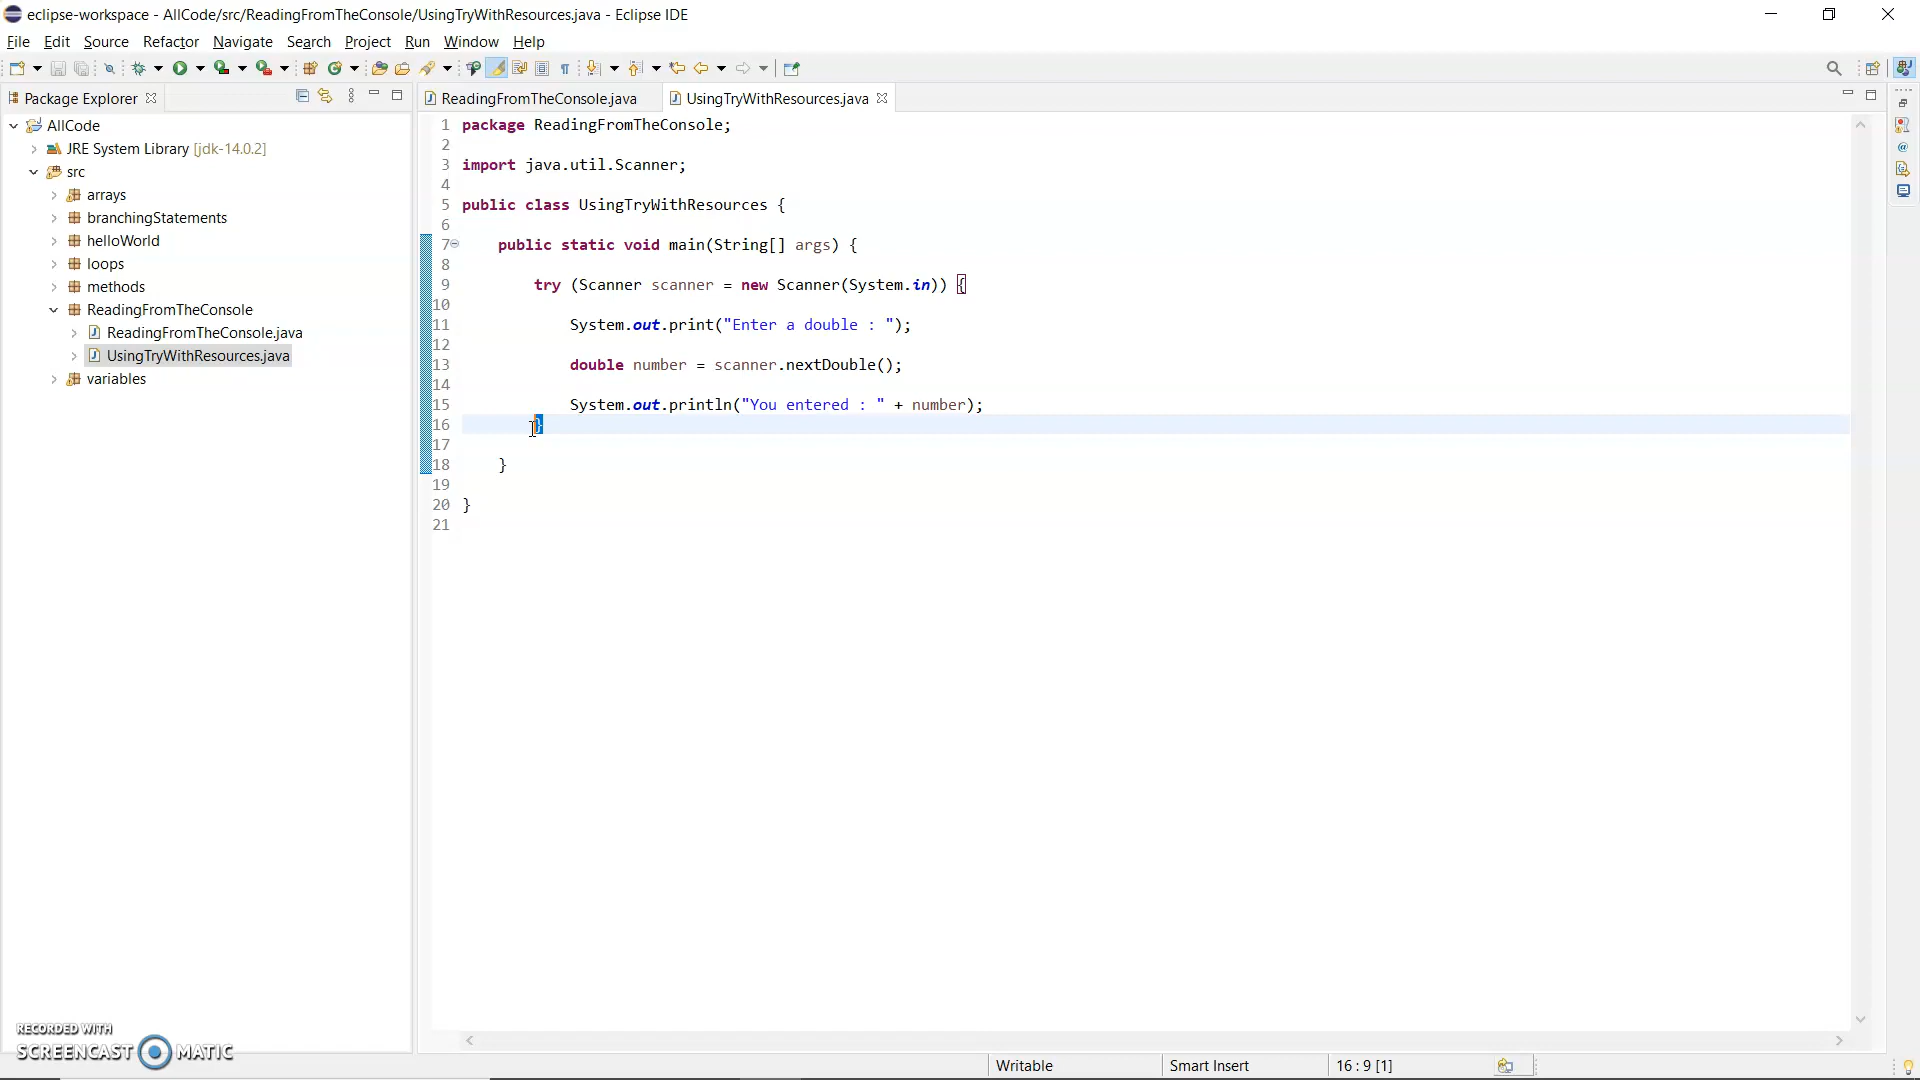 eclipse-workspace - AllCode/src/ReadingFromTheConsole/UsingTryWithResources.java - Eclipse IDE
File Edit Source Refactor Navigate Search Project Run Window Help
Package Explorer
AllCode
JRE System Library [jdk-14.0.2]
src
arrays
branchingStatements
helloWorld
loops
methods
ReadingFromTheConsole
ReadingFromTheConsole.java
UsingTryWithResources.java
variables
ReadingFromTheConsole.java UsingTryWithResources.java
1 package ReadingFromTheConsole;
2
3 import java.util.Scanner;
4
5 public class UsingTryWithResources {
6
7 public static void main(String[] args) {
8
9 try (Scanner scanner = new Scanner(System.in)) {
10
11 System.out.print("Enter a double : ");
12
13 double number = scanner.nextDouble();
14
15 System.out.println("You entered : " + number);
16 }
17
18 }
19
20 }
21
RECORDED WITH
SCREENCAST MATIC
Writable Smart Insert 16 : 9 [1]